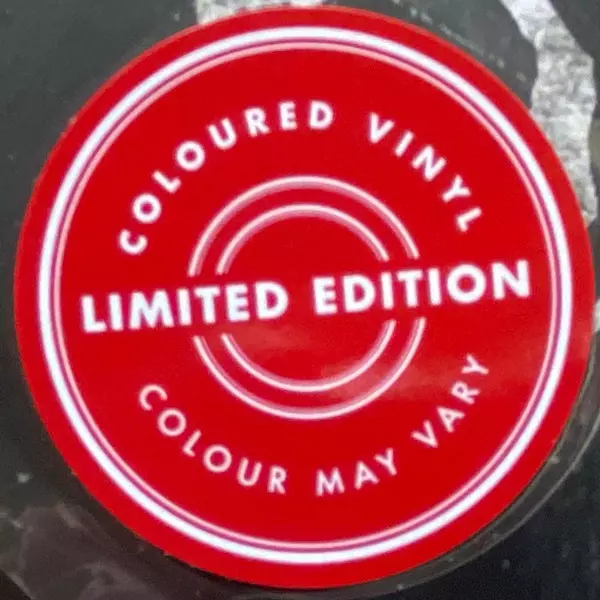 COLOURED VINYL
LIMITED EDITION
COLOUR MAY VARY